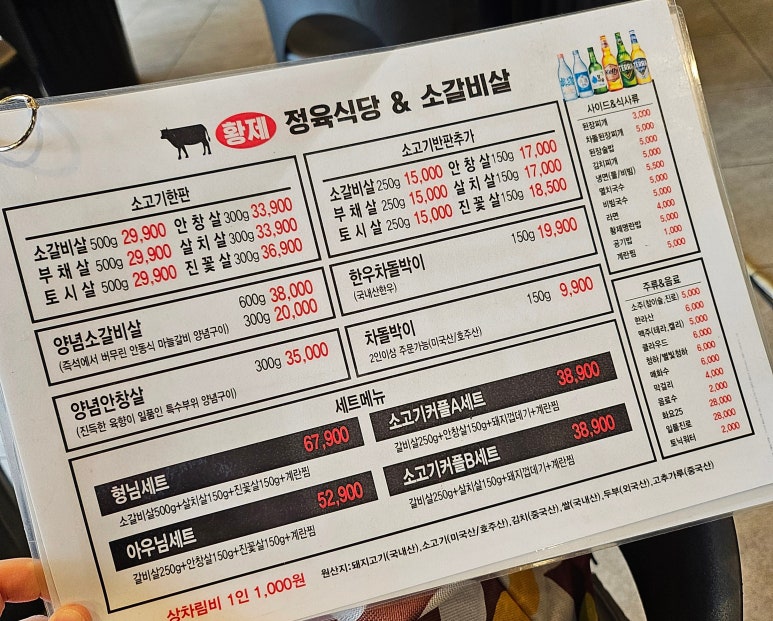 황제 정육식당 & 소갈비살
소고기한판
소갈비살 500g 29,900 안창살 300g 33,900
부채살 500g 29,900 살치살 300g 33,900
토시살 500g 29,900 진꽃살 300g 36,900
소고기반판추가
소갈비살 250g 15,000 안창살 150g 17,000
부채살 250g 15,000 살치살 150g 17,000
토시살 250g 15,000 진꽃살 150g 18,500
양념소갈비살 600g 38,000
300g 20,000
(즉석에서 버무린 안동식 마늘갈비 양념구이)
한우차돌박이 150g 19,900
(국내산한우)
양념안창살 300g 35,000
(진득한 육향이 일품인 특수부위 양념구이)
차돌박이 150g 9,900
2인이상 주문가능(미국산/호주산)
세트메뉴
형님세트 67,900
소갈비살500g+살치살150g+진꽃살150g+계란찜
아우님세트 52,900
갈비살250g+안창살150g+진꽃살150g+계란찜
소고기커플A세트 38,900
갈비살250g+안창살150g+돼지껍데기+계란찜
소고기커플B세트 38,900
갈비살250g+살치살150g+돼지껍데기+계란찜
사이드&식사류
된장찌개 3,000
차돌된장찌개 5,000
된장술밥 5,000
김치찌개 5,000
냉면(물/비빔) 5,500
멸치국수 5,000
비빔국수 5,000
라면 4,000
황제명란밥 5,000
공기밥 1,000
계란찜 5,000
주류&음료
소주(참이슬,진로) 5,000
한라산 6,000
맥주(테라,켈리) 5,000
클라우드 6,000
청하/별빛청하 6,000
매화수 6,000
막걸리 4,000
음료수 2,000
화요25 28,000
일품진로 28,000
토닉워터 2,000
상차림비 1인 1,000원
원산지:돼지고기(국내산),소고기(미국산/호주산),김치(중국산),쌀(국내산),두부(외국산),고추가루(중국산)